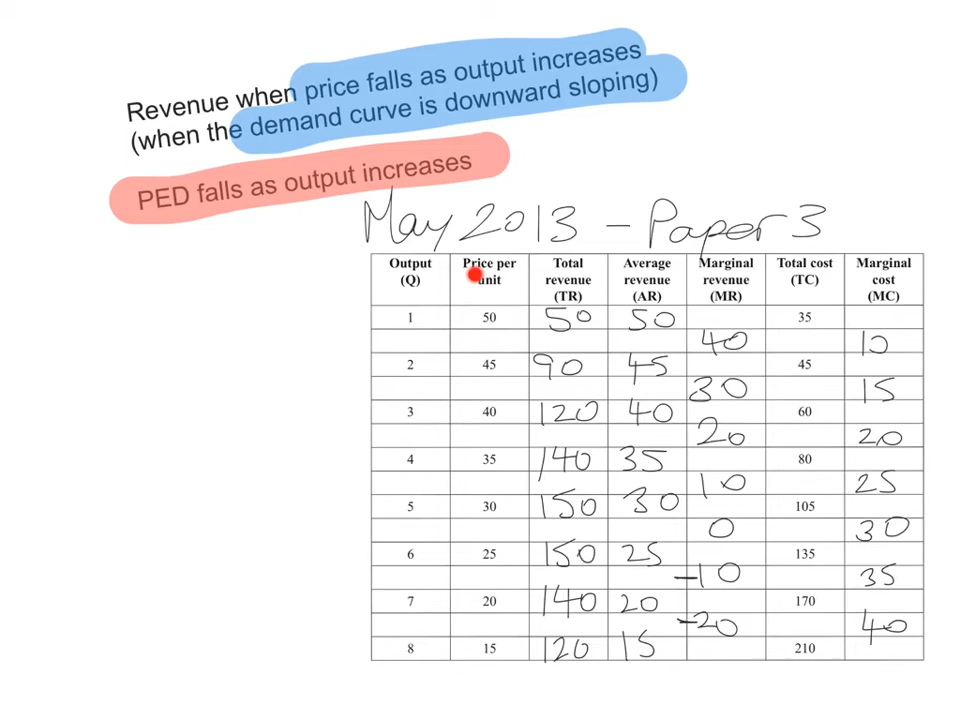 Revenue when price falls as output increases
(when the demand curve is downward sloping)
PED falls as output increases
May 2013 - Paper 3
Output (Q) Price per unit Total revenue (TR) Average revenue (AR) Marginal revenue (MR) Total cost (TC) Marginal cost (MC)
1 50 50 50 35
40 10
2 45 90 45 45
30 15
3 40 120 40 60
20 20
4 35 140 35 80
10 25
5 30 150 30 105
0 30
6 25 150 25 135
-10 35
7 20 140 20 170
-20 40
8 15 120 15 210